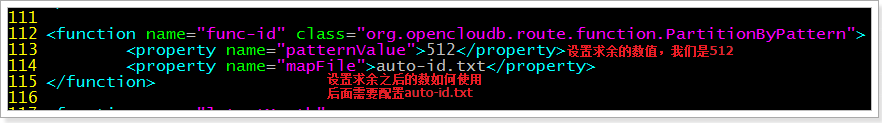 111
112 <function name="func-id" class="org.opencloudb.route.function.PartitionByPattern">
113 <property name="patternValue">512</property>设置求余的数值，我们是512
114 <property name="mapFile">auto-id.txt</property>
115 </function> 设置求余之后的数如何使用
后面需要配置auto-id.txt
116